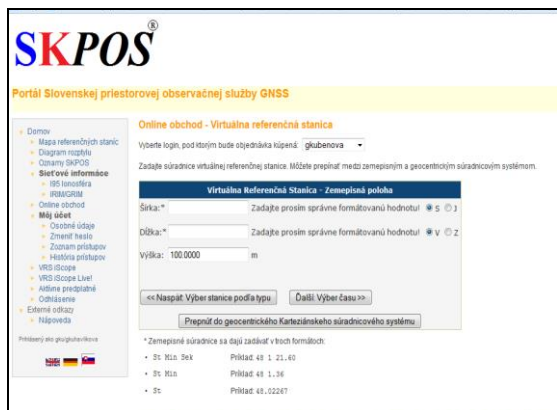 SKPOS®
Portál Slovenskej priestorovej observačnej služby GNSS
Domov
Mapa referenčných staníc
Diagram rozptylu
Oznamy SKPOS
Sieťové informácie
I95 Ionosféra
IRIM/GRIM
Online obchod
Môj účet
Osobné údaje
Zmeniť heslo
Zoznam prístupov
História prístupov
VRS iScope
VRS iScope Live!
Aktívne predplatné
Odhlásenie
Externé odkazy
Nápoveda
Prihlásený ako
Online obchod - Virtuálna referenčná stanica
Vyberte login, pod ktorým bude objednávka kúpená: gkubenova
Zadajte súradnice virtuálnej referenčnej stanice. Môžete prepínať medzi zemepisným a geocentrickým súradnicovým systémom.
Virtuálna Referenčná Stanica - Zemepisná poloha
Šírka:* Zadajte prosím správne formátovanú hodnotu! S J
Dĺžka:* Zadajte prosím správne formátovanú hodnotu! V Z
Výška: 100.0000 m
<< Naspäť: Výber stanice podľa typu Ďalší: Výber času >>
Prepnúť do geocentrického Karteziánskeho súradnicového systému
* Zemepisné súradnice sa dajú zadávať v troch formátoch:
• St Min Sek Príklad: 48 1 21.60
• St Min Príklad: 48 1.36
• St Príklad: 48.02267